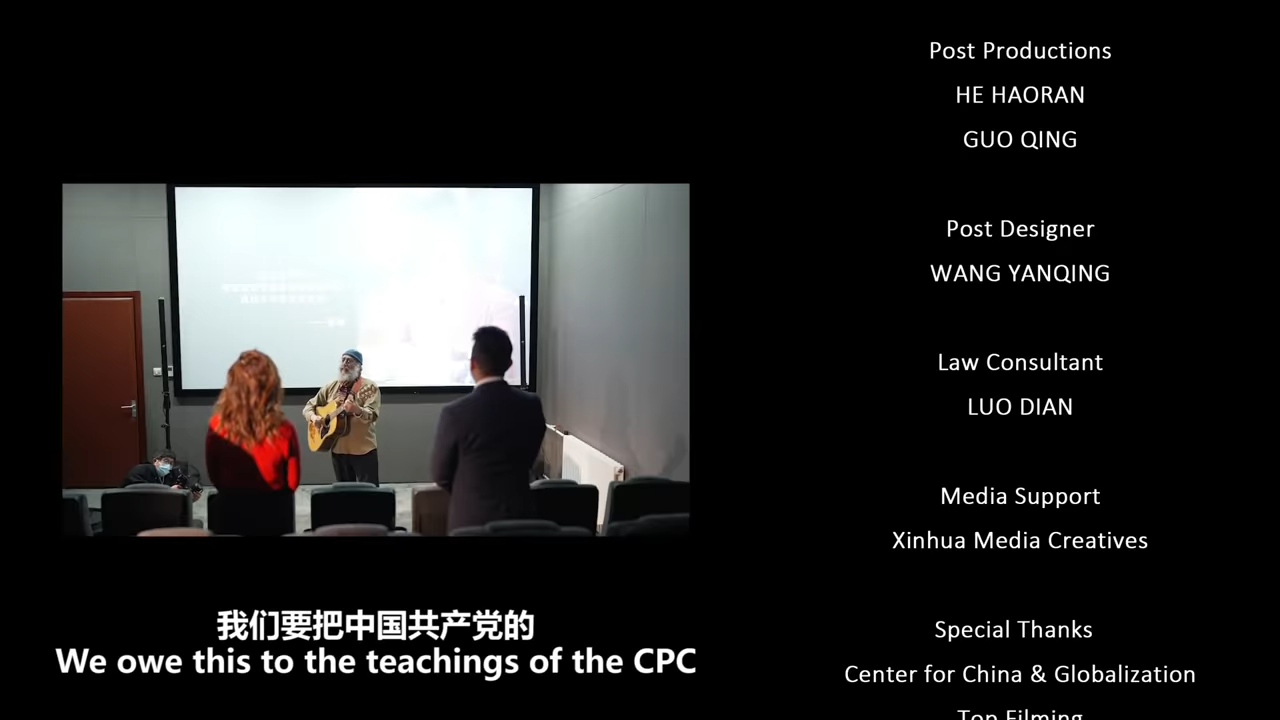 Post Productions
HE HAORAN
GUO QING
Post Designer
WANG YANQING
Law Consultant
LUO DIAN
Media Support
Xinhua Media Creatives
Special Thanks
Center for China & Globalization
Top Filming
我们要把中国共产党的
We owe this to the teachings of the CPC